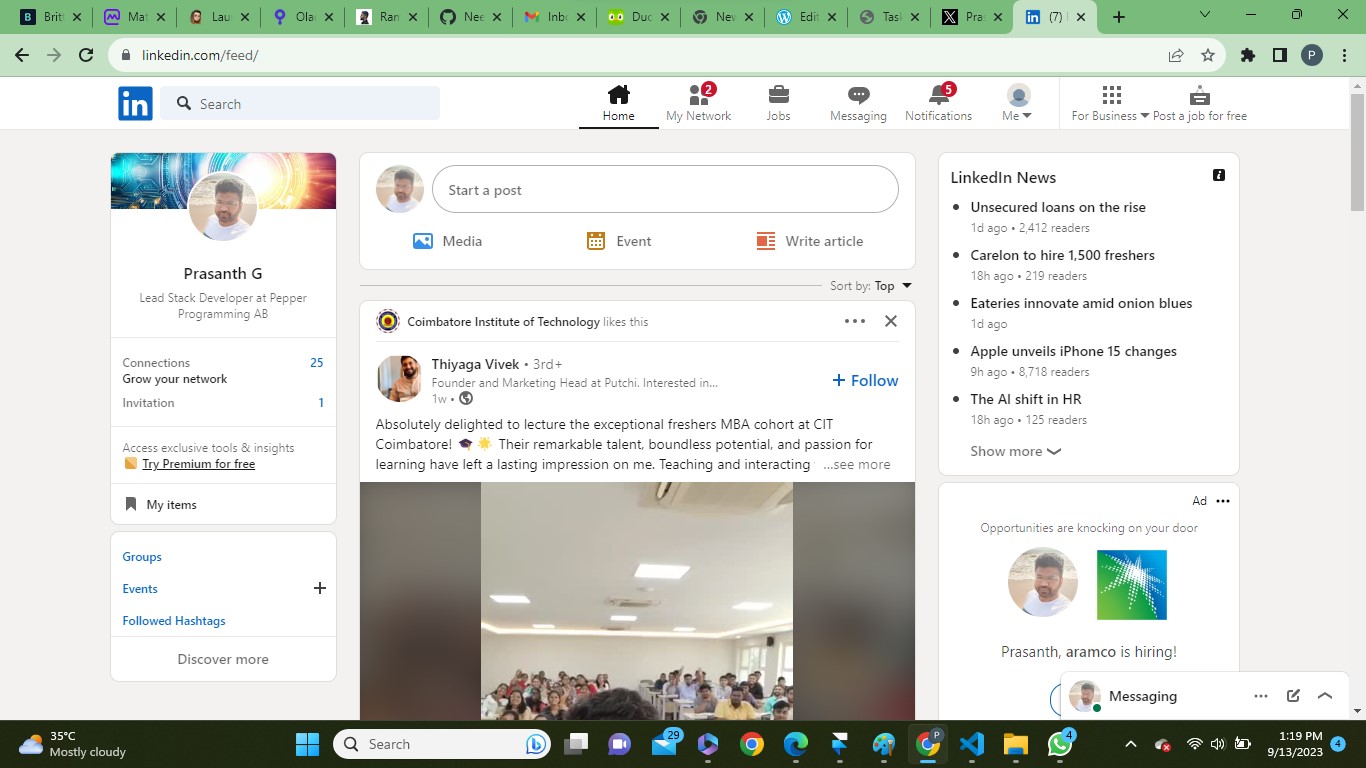 Britt
Mat
Laur
Olac
Ran
Nee
Inbo
Duo
New
Edit
Task
Pras
(7)
linkedin.com/feed/
P
in
Search
2
5
Home
My Network
Jobs
Messaging
Notifications
Me
For Business
Post a job for free
Prasanth G
Lead Stack Developer at Pepper
Programming AB
Connections 25
Grow your network
Invitation 1
Access exclusive tools & insights
Try Premium for free
My items
Groups
Events
Followed Hashtags
Discover more
Start a post
Media
Event
Write article
Sort by: Top
Coimbatore Institute of Technology likes this
Thiyaga Vivek • 3rd+
Founder and Marketing Head at Putchi. Interested in...
1w •
+ Follow
Absolutely delighted to lecture the exceptional freshers MBA cohort at CIT
Coimbatore! 🎓 🌟 Their remarkable talent, boundless potential, and passion for
learning have left a lasting impression on me. Teaching and interacting …see more
LinkedIn News
Unsecured loans on the rise
1d ago • 2,412 readers
Carelon to hire 1,500 freshers
18h ago • 219 readers
Eateries innovate amid onion blues
1d ago
Apple unveils iPhone 15 changes
9h ago • 8,718 readers
The AI shift in HR
18h ago • 125 readers
Show more
Ad
Opportunities are knocking on your door
Prasanth, aramco is hiring!
Messaging
35°C
Mostly cloudy
Search
29
P
4
1:19 PM
9/13/2023
4